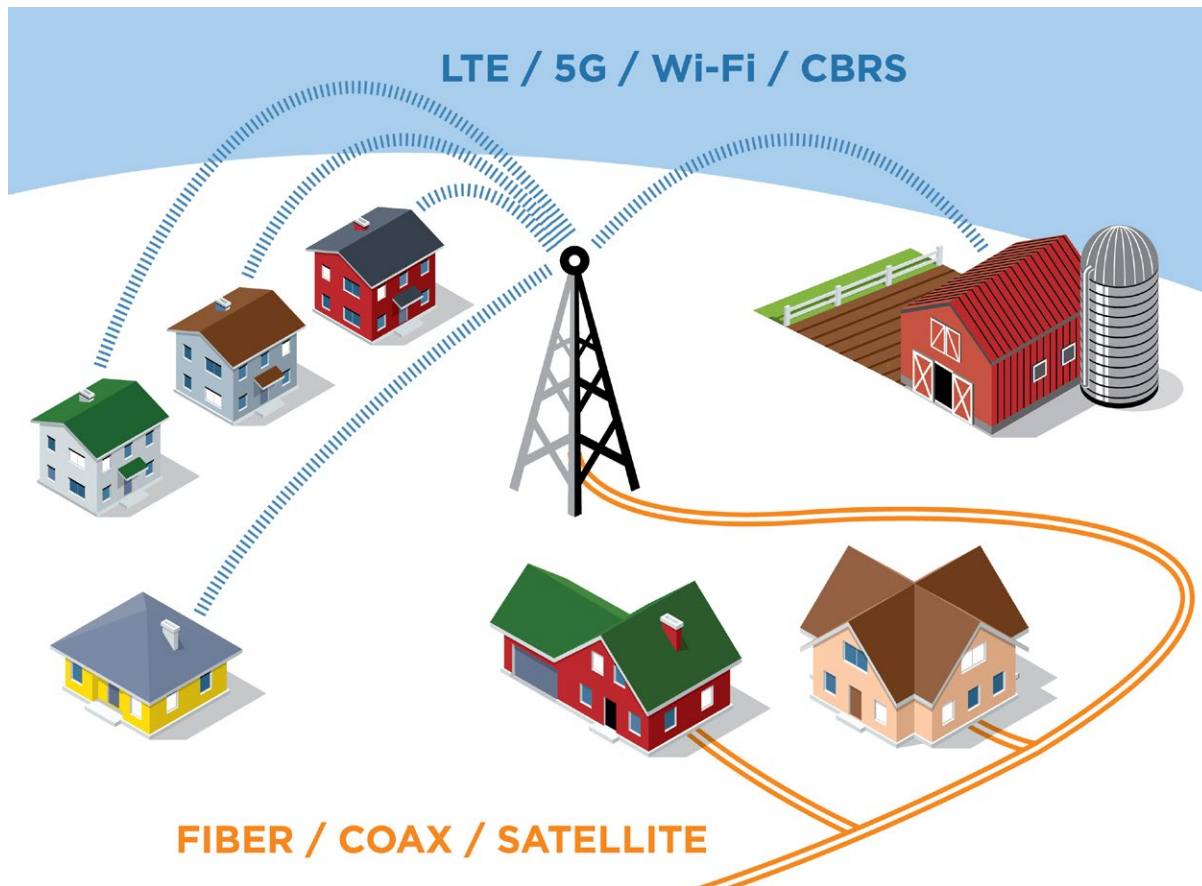 LTE / 5G / Wi-Fi / CBRS
FIBER / COAX / SATELLITE